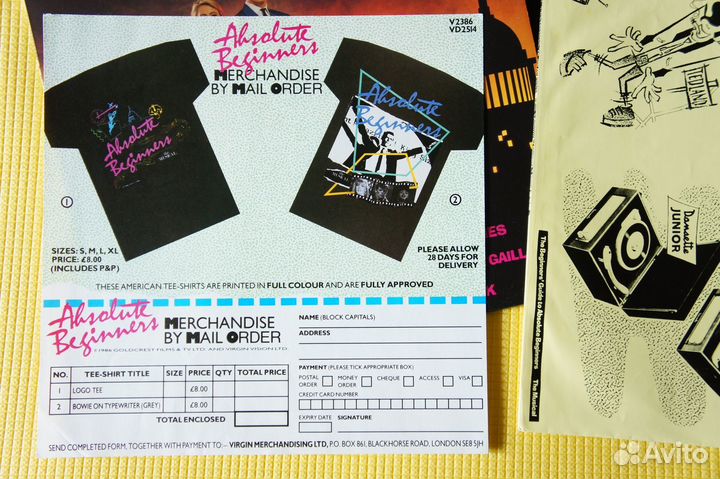 Absolute
Beginners
MERCHANDISE
BY MAIL ORDER
V2386
VD2514
Absolute
Beginners
Absolute
Beginners
1
2
SIZES: S, M, L, XL
PRICE: £8.00
(INCLUDES P&P)
PLEASE ALLOW
28 DAYS FOR
DELIVERY
THESE AMERICAN TEE-SHIRTS ARE PRINTED IN FULL COLOUR AND ARE FULLY APPROVED
Absolute
Beginners
MERCHANDISE
BY MAIL ORDER
©1986 GOLDCREST FILMS & TV LTD. AND VIRGIN VISION LTD.
NO. TEE-SHIRT TITLE SIZE PRICE QTY TOTAL PRICE
1 LOGO TEE £8.00
2 BOWIE ON TYPEWRITER (GREY) £8.00
TOTAL ENCLOSED
NAME (BLOCK CAPITALS)
ADDRESS
PAYMENT (PLEASE TICK APPROPRIATE BOX)
POSTAL ORDER MONEY ORDER CHEQUE ACCESS VISA
CREDIT CARD NUMBER
EXPIRY DATE SIGNATURE
SEND COMPLETED FORM, TOGETHER WITH PAYMENT TO:– VIRGIN MERCHANDISING LTD, P.O. BOX 861, BLACKHORSE ROAD, LONDON SE8 5JH
ES
GAILL
K
Dansette
JUNIOR
The Beginners' Guide to Absolute Beginners The Musical
Avito